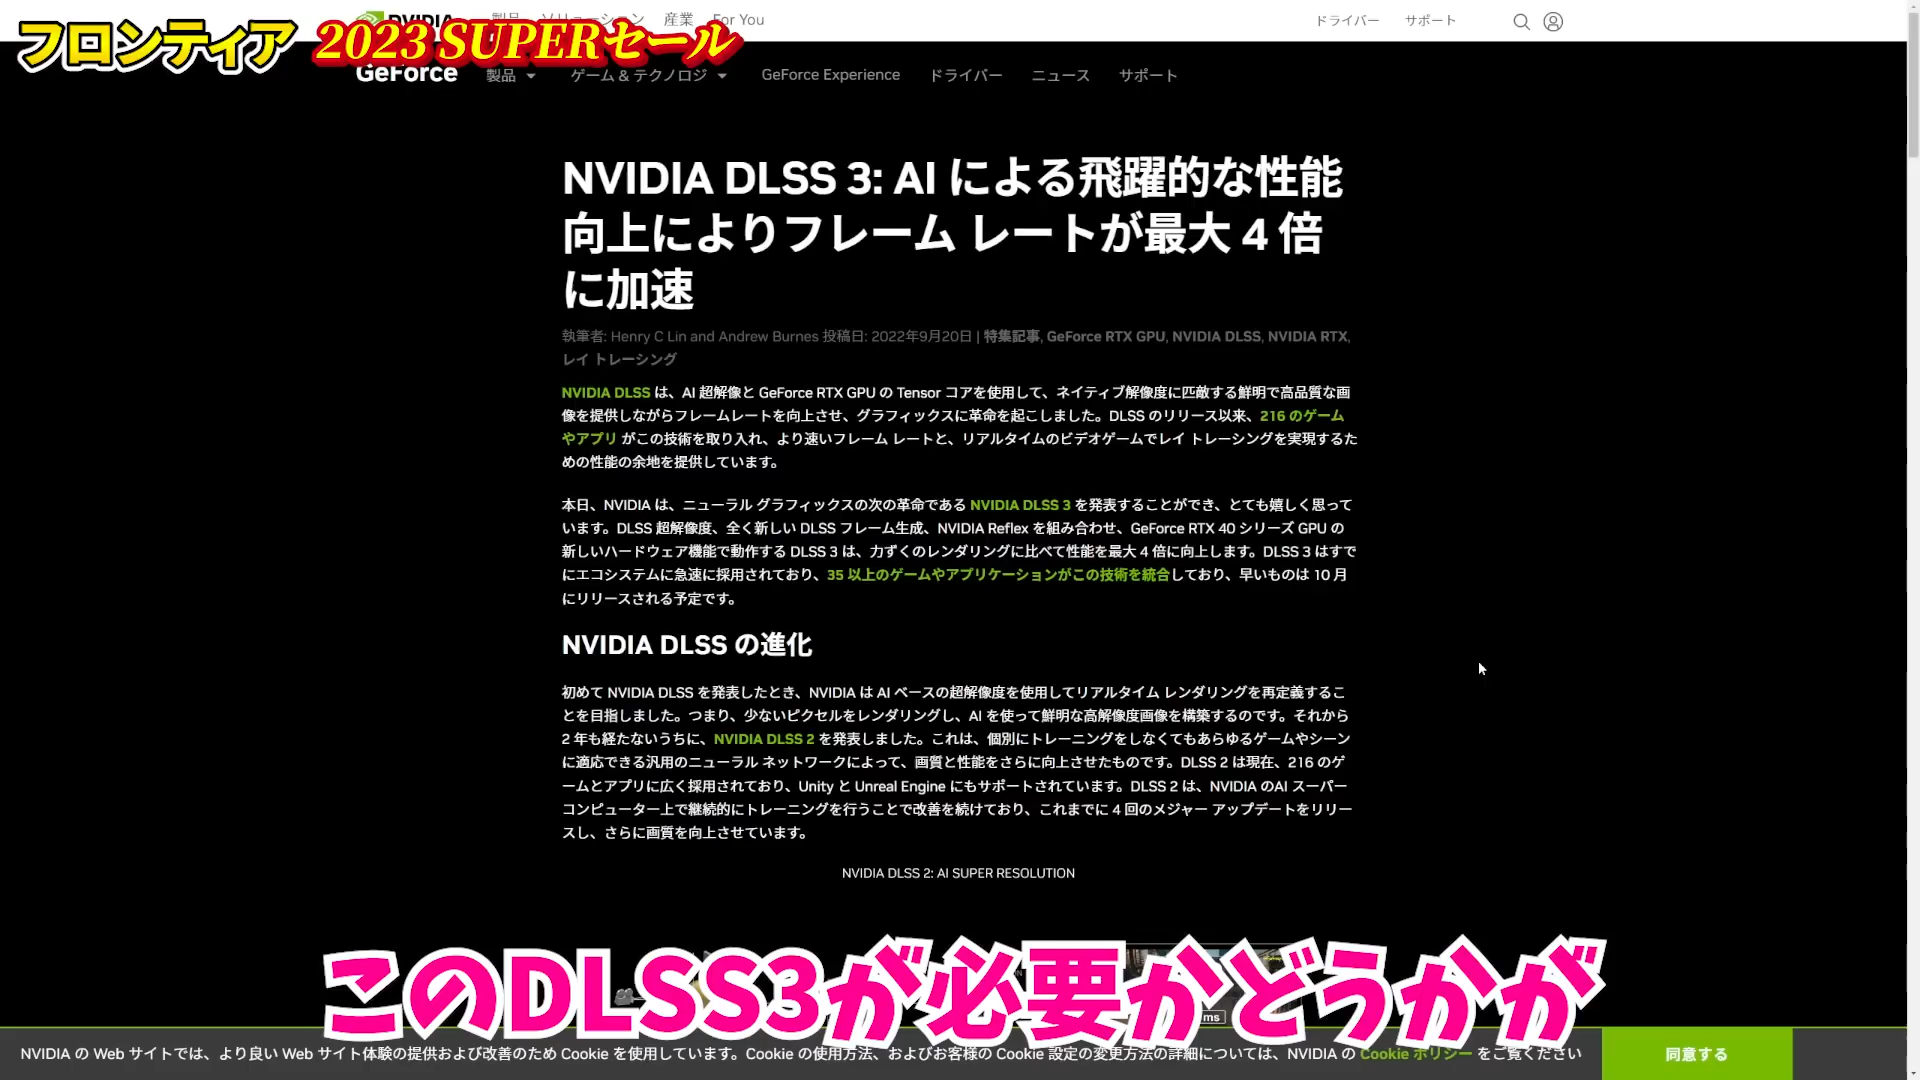 NVIDIA 製品 ソリューション 産業 For You ドライバー サポート
フロンティア 2023 SUPERセール
GeForce 製品 ゲーム & テクノロジ GeForce Experience ドライバー ニュース サポート
NVIDIA DLSS 3: AI による飛躍的な性能
向上によりフレーム レートが最大 4 倍
に加速
執筆者: Henry C Lin and Andrew Burnes 投稿日: 2022年9月20日 | 特集記事, GeForce RTX GPU, NVIDIA DLSS, NVIDIA RTX,
レイ トレーシング
NVIDIA DLSS は、AI 超解像と GeForce RTX GPU の Tensor コアを使用して、ネイティブ解像度に匹敵する鮮明で高品質な画
像を提供しながらフレームレートを向上させ、グラフィックスに革命を起こしました。DLSS のリリース以来、216 のゲーム
やアプリ がこの技術を取り入れ、より速いフレーム レートと、リアルタイムのビデオゲームでレイ トレーシングを実現するた
めの性能の余地を提供しています。
本日、NVIDIA は、ニューラル グラフィックスの次の革命である NVIDIA DLSS 3 を発表することができ、とても嬉しく思って
います。DLSS 超解像度、全く新しい DLSS フレーム生成、NVIDIA Reflex を組み合わせ、GeForce RTX 40 シリーズ GPU の
新しいハードウェア機能で動作する DLSS 3 は、力ずくのレンダリングに比べて性能を最大 4 倍に向上します。DLSS 3 はすで
にエコシステムに急速に採用されており、35 以上のゲームやアプリケーションがこの技術を統合しており、早いものは 10 月
にリリースされる予定です。
NVIDIA DLSS の進化
初めて NVIDIA DLSS を発表したとき、NVIDIA は AI ベースの超解像度を使用してリアルタイム レンダリングを再定義するこ
とを目指しました。つまり、少ないピクセルをレンダリングし、AI を使って鮮明な高解像度画像を構築するのです。それから
2 年も経たないうちに、NVIDIA DLSS 2 を発表しました。これは、個別にトレーニングをしなくてもあらゆるゲームやシーン
に適応できる汎用のニューラル ネットワークによって、画質と性能をさらに向上させたものです。DLSS 2 は現在、216 のゲ
ームとアプリに広く採用されており、Unity と Unreal Engine にもサポートされています。DLSS 2 は、NVIDIA のAI スーパー
コンピューター上で継続的にトレーニングを行うことで改善を続けており、これまでに 4 回のメジャー アップデートをリリー
スし、さらに画質を向上させています。
NVIDIA DLSS 2: AI SUPER RESOLUTION
このDLSS3が必要かどうかが
ms
NVIDIA の Web サイトでは、より良い Web サイト体験の提供および改善のため Cookie を使用しています。Cookie の使用方法、およびお客様の Cookie 設定の変更方法の詳細については、NVIDIA の Cookie ポリシー をご覧ください 同意する